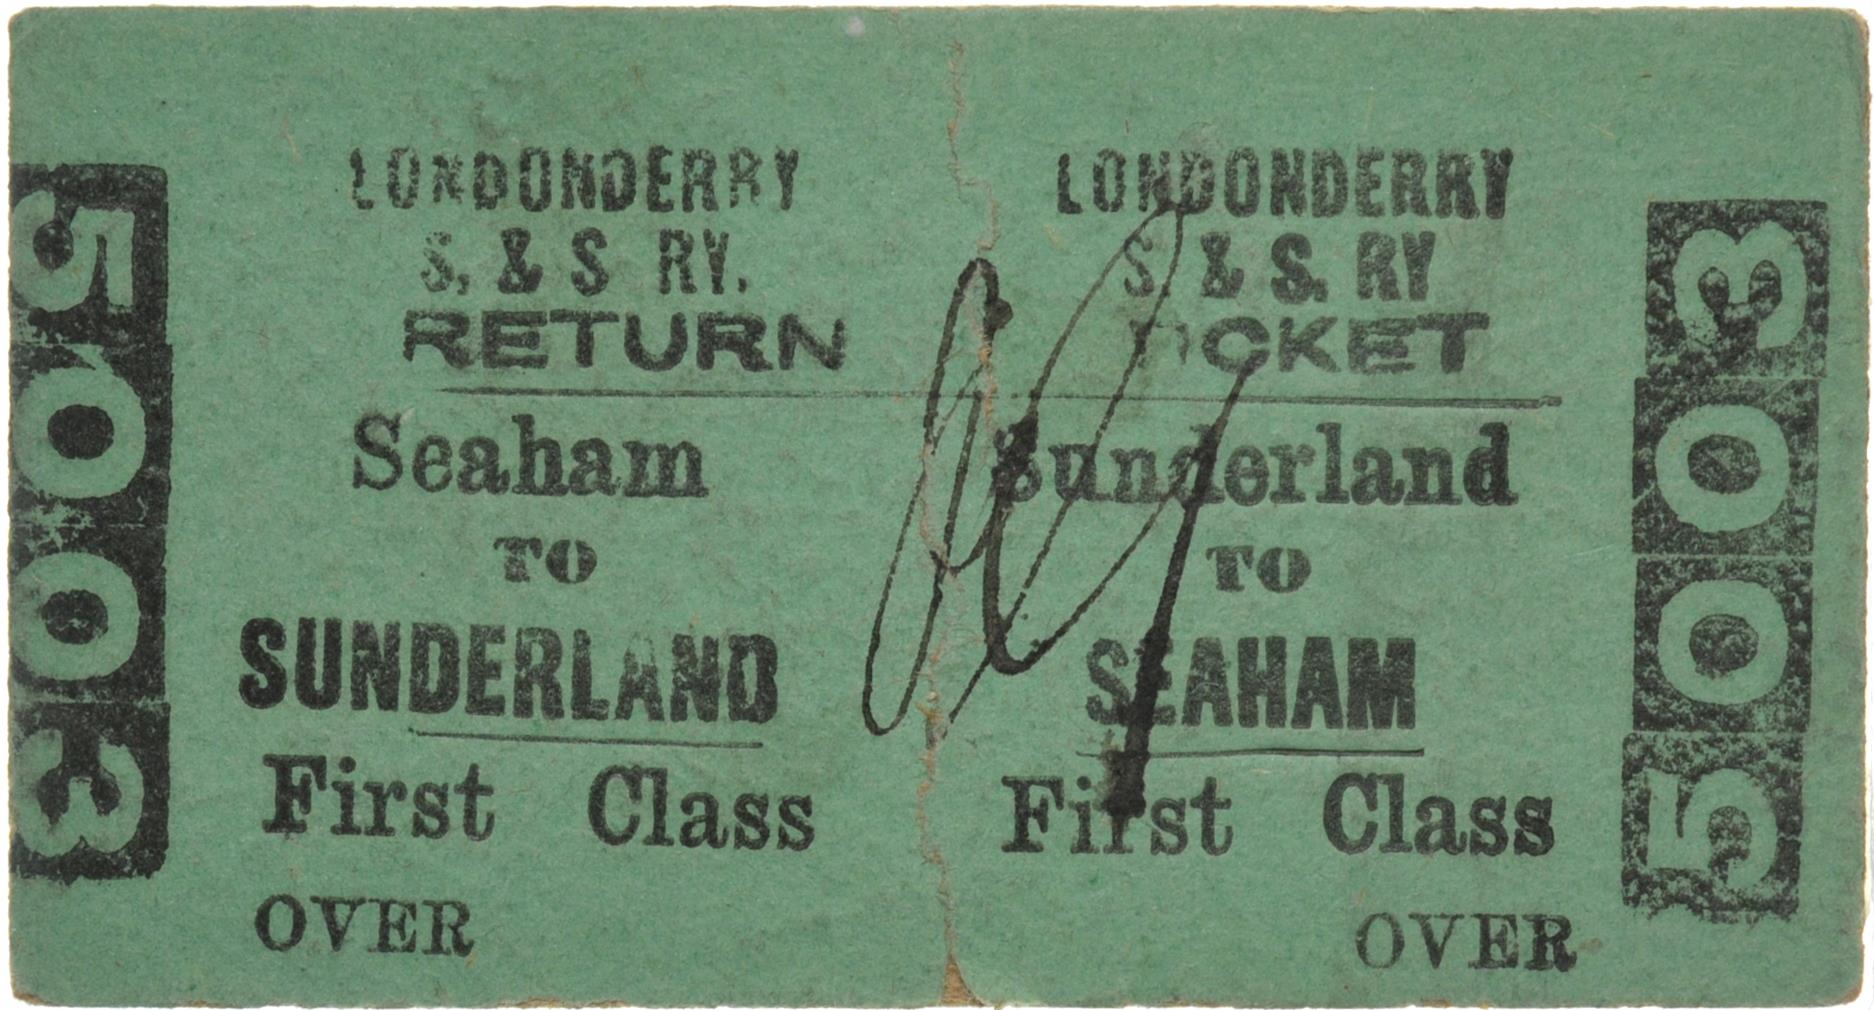 LONDONDERRY
S. & S RY.
RETURN
Seaham
TO
SUNDERLAND
First Class
OVER
5003
LONDONDERRY
S. & S. RY
TICKET
Sunderland
TO
SEAHAM
First Class
OVER
5003